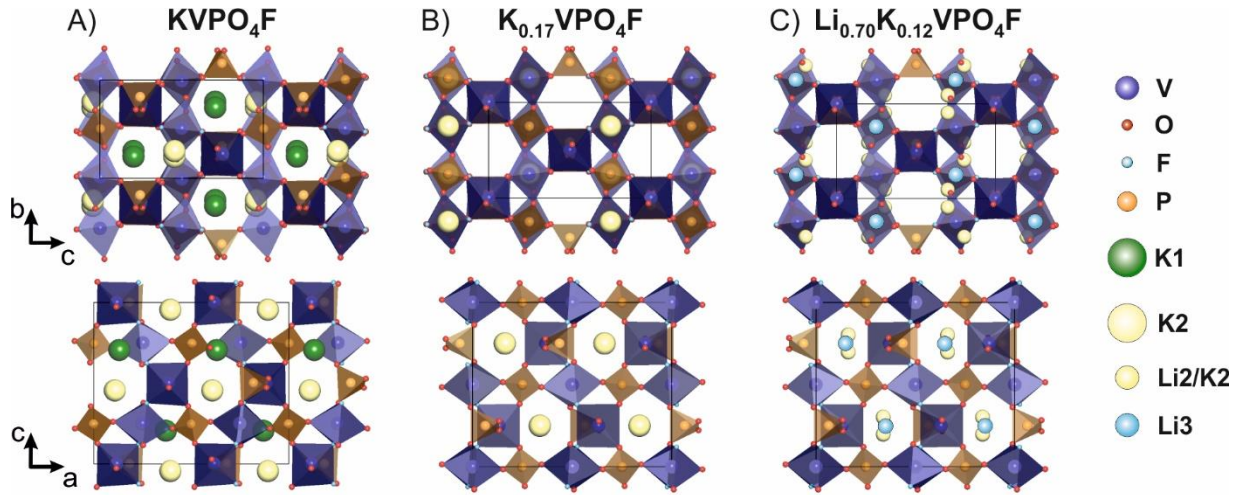 A) KVPO₄F
B) K₀.₁₇VPO₄F
C) Li₀.₇₀K₀.₁₂VPO₄F
b
c
c
a
V
O
F
P
K1
K2
Li2/K2
Li3